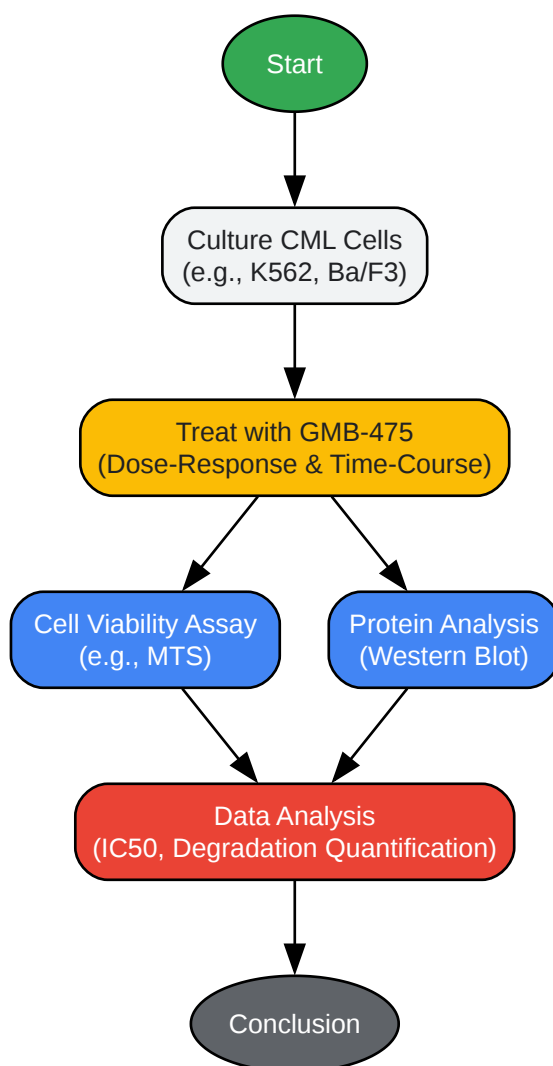 Start
Culture CML Cells
(e.g., K562, Ba/F3)
Treat with GMB-475
(Dose-Response & Time-Course)
Cell Viability Assay
(e.g., MTS)
Protein Analysis
(Western Blot)
Data Analysis
(IC50, Degradation Quantification)
Conclusion